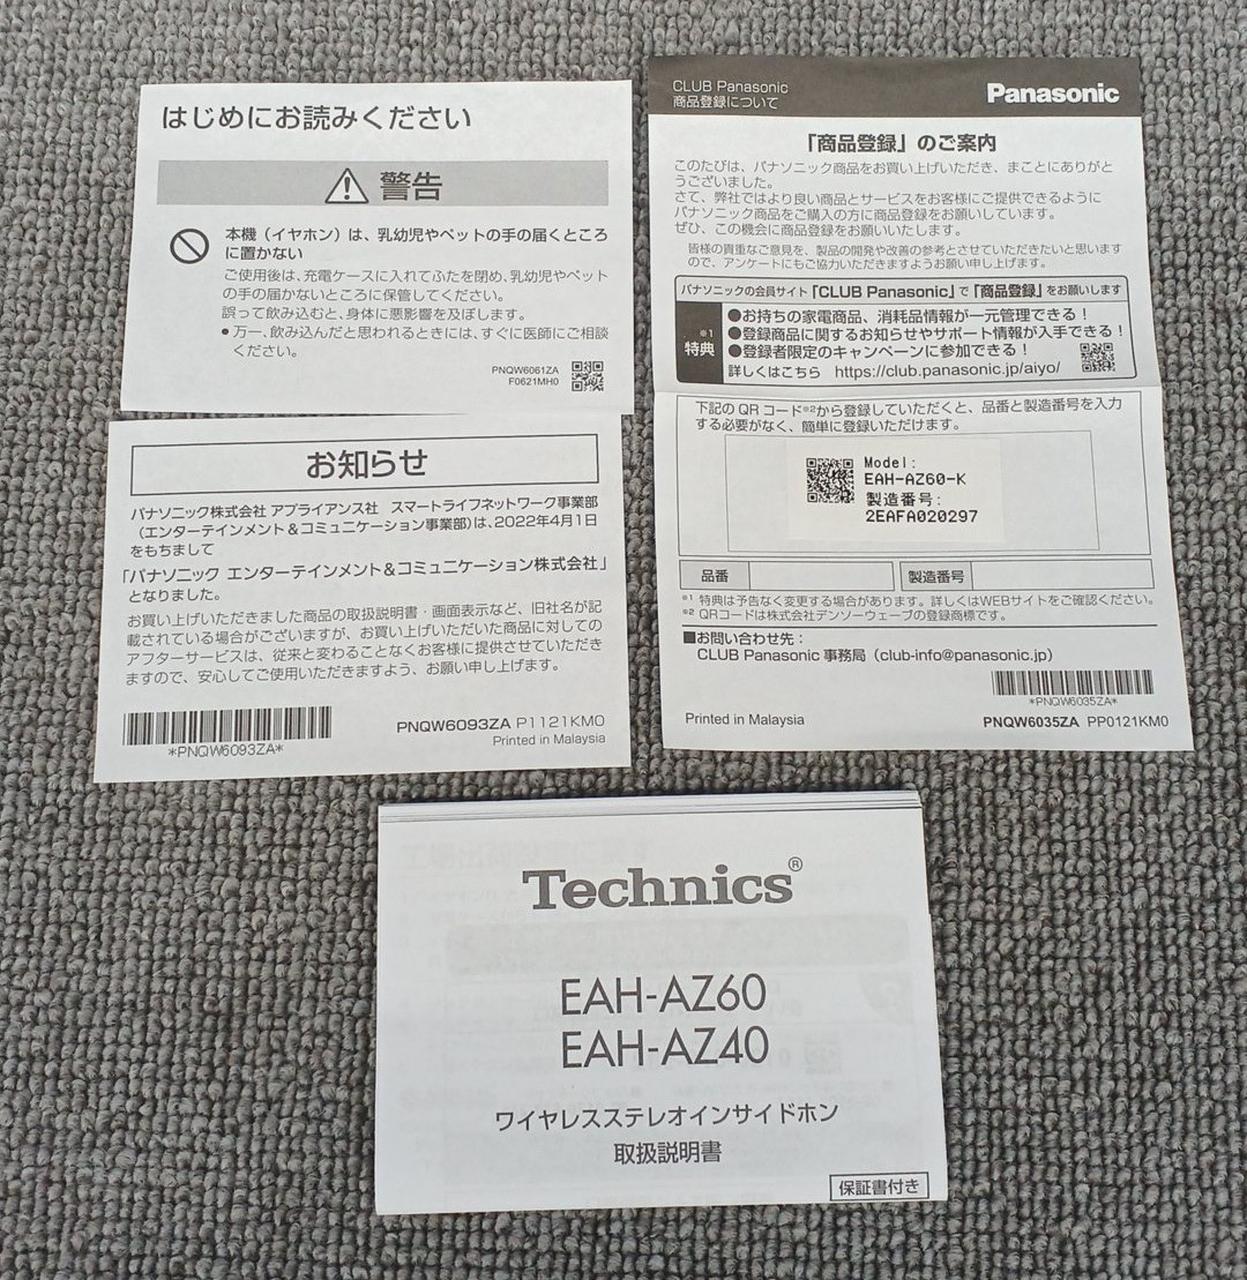 はじめにお読みください
警告
本機（イヤホン）は、乳幼児やペットの手の届くところ
に置かない
ご使用後は、充電ケースに入れてふたを閉め、乳幼児やペット
の手の届かないところに保管してください。
誤って飲み込むと、身体に悪影響を及ぼします。
● 万一、飲み込んだと思われるときには、すぐに医師にご相談
ください。
PNQW6061ZA
F0621MH0
お知らせ
パナソニック株式会社 アプライアンス社　スマートライフネットワーク事業部
（エンターテインメント＆コミュニケーション事業部）は、2022年4月1日
をもちまして
「パナソニック エンターテインメント＆コミュニケーション株式会社」
となりました。
お買い上げいただきました商品の取扱説明書・画面表示など、旧社名が記
載されている場合がございますが、お買い上げいただいた商品に対しての
アフターサービスは、従来と変わることなくお客様に提供させていただき
ますので、安心してご使用いただきますよう、お願い申し上げます。
*PNQW6093ZA*
PNQW6093ZA P1121KM0
Printed in Malaysia
CLUB Panasonic
商品登録について
Panasonic
「商品登録」のご案内
このたびは、パナソニック商品をお買い上げいただき、まことにありがと
うございました。
さて、弊社ではより良い商品とサービスをお客様にご提供できるように
パナソニック商品をご購入の方に商品登録をお願いしています。
ぜひ、この機会に商品登録をお願いいたします。
皆様の貴重なご意見を、製品の開発や改善の参考とさせていただきたいと思います
ので、アンケートにもご協力いただきますようお願い申し上げます。
パナソニックの会員サイト「CLUB Panasonic」で「商品登録」をお願いします
※1
特典
●お持ちの家電商品、消耗品情報が一元管理できる！
●登録商品に関するお知らせやサポート情報が入手できる！
●登録者限定のキャンペーンに参加できる！
詳しくはこちら　https://club.panasonic.jp/aiyo/
下記の QR コード※2から登録していただくと、品番と製造番号を入力
する必要がなく、簡単に登録いただけます。
Model:
EAH-AZ60-K
製造番号:
2EAFA020297
品番
製造番号
※1 特典は予告なく変更する場合があります。詳しくはWEBサイトをご確認ください。
※2 QRコードは株式会社デンソーウェーブの登録商標です。
■お問い合わせ先：
CLUB Panasonic 事務局（club-info@panasonic.jp）
*PNQW6035ZA*
Printed in Malaysia
PNQW6035ZA PP0121KM0
Technics®
EAH-AZ60
EAH-AZ40
ワイヤレスステレオインサイドホン
取扱説明書
保証書付き